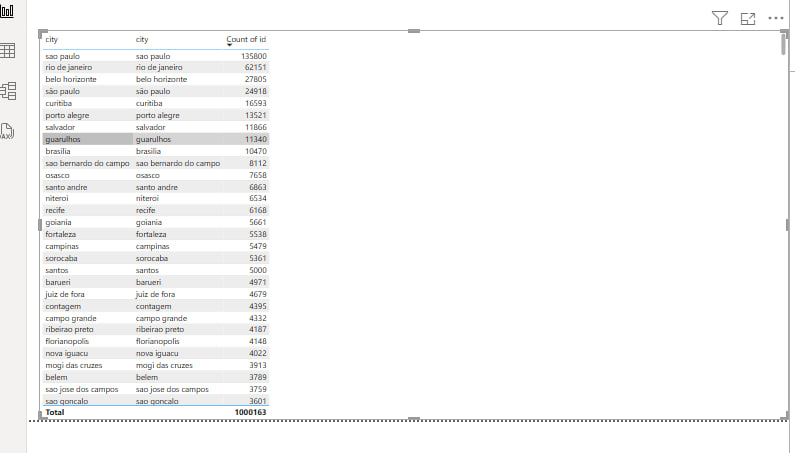 city city Count of id
sao paulo sao paulo 135800
rio de janeiro rio de janeiro 62151
belo horizonte belo horizonte 27805
são paulo são paulo 24918
curitiba curitiba 16593
porto alegre porto alegre 13521
salvador salvador 11866
guarulhos guarulhos 11340
brasilia brasilia 10470
sao bernardo do campo sao bernardo do campo 8112
osasco osasco 7658
santo andre santo andre 6863
niteroi niteroi 6534
recife recife 6168
goiania goiania 5661
fortaleza fortaleza 5538
campinas campinas 5479
sorocaba sorocaba 5361
santos santos 5000
barueri barueri 4971
juiz de fora juiz de fora 4679
contagem contagem 4395
campo grande campo grande 4332
ribeirao preto ribeirao preto 4187
florianopolis florianopolis 4148
nova iguacu nova iguacu 4022
mogi das cruzes mogi das cruzes 3913
belem belem 3789
sao jose dos campos sao jose dos campos 3759
sao goncalo sao goncalo 3601
Total 1000163